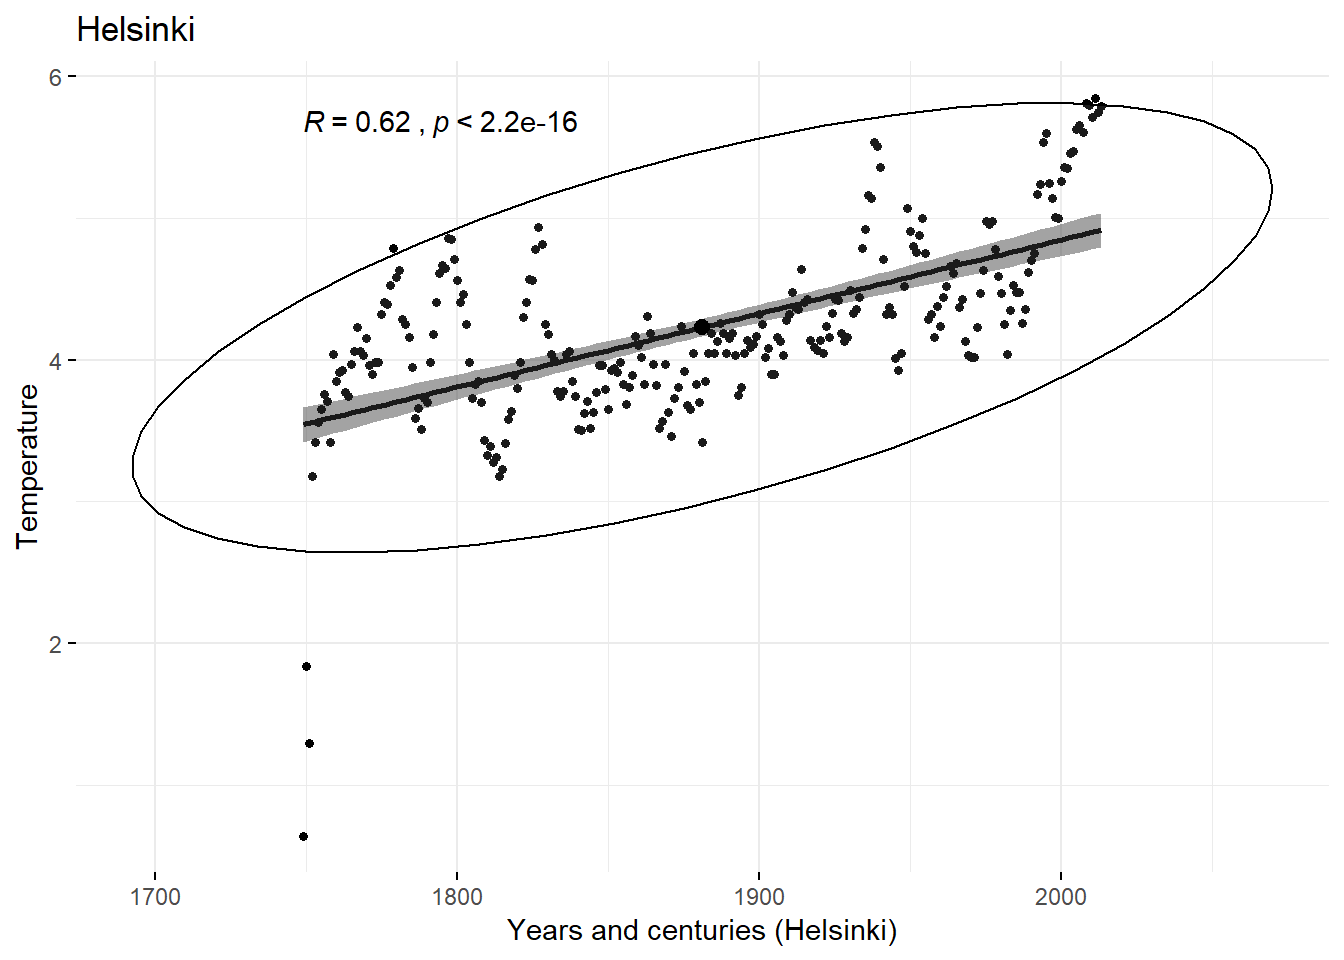 Helsinki
R = 0.62 , p < 2.2e-16
6
4
2
Temperature
1700 1800 1900 2000
Years and centuries (Helsinki)